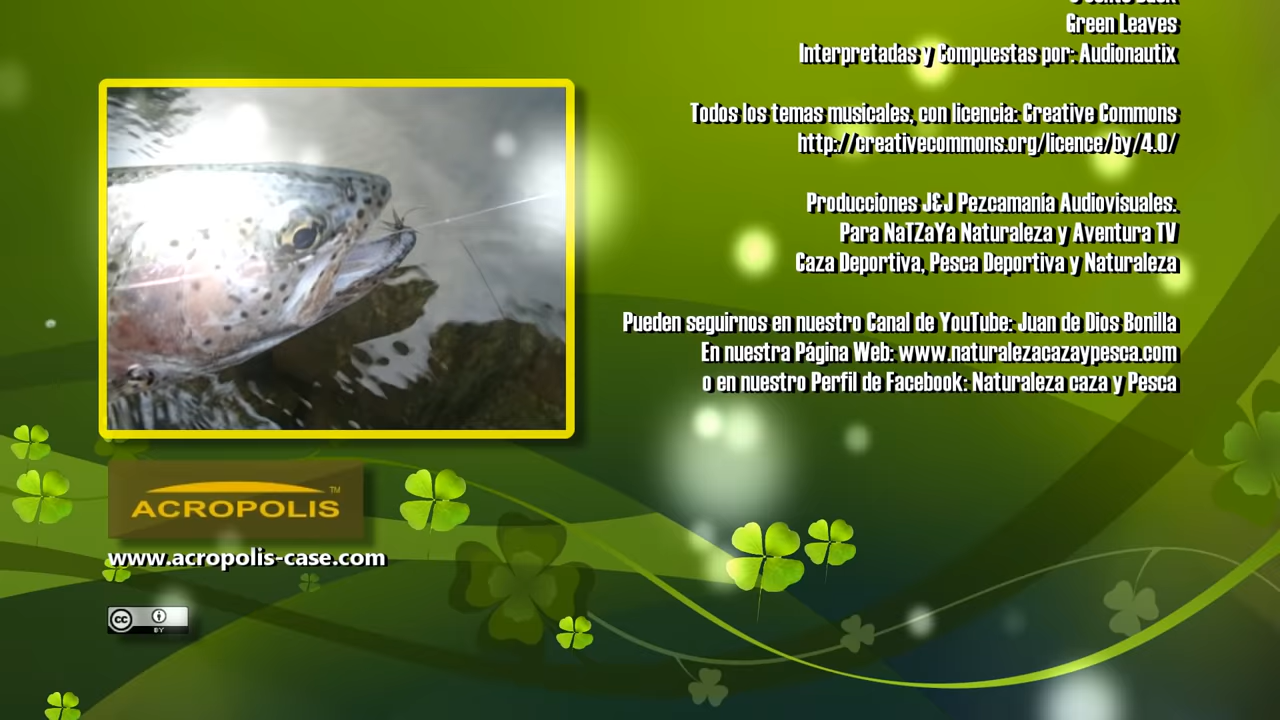 Green Leaves
Interpretadas y Compuestas por: Audionautix
Todos los temas musicales, con licencia: Creative Commons
http://creativecommons.org/licence/by/4.0/
Producciones J&J Pezcamanía Audiovisuales.
Para NaTZaYa Naturaleza y Aventura TV
Caza Deportiva, Pesca Deportiva y Naturaleza
Pueden seguirnos en nuestro Canal de YouTube: Juan de Dios Bonilla
En nuestra Página Web: www.naturalezacazaypesca.com
o en nuestro Perfil de Facebook: Naturaleza caza y Pesca
ACROPOLIS™
www.acropolis-case.com
cc
BY